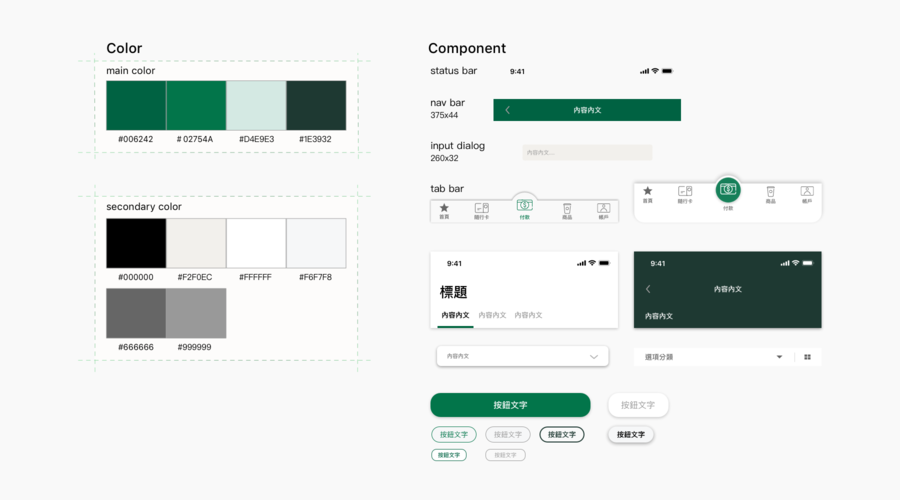 Color
main color
#006242
# 02754A
#D4E9E3
#1E3932
secondary color
#000000
#F2F0EC
#FFFFFF
#F6F7F8
#666666
#999999
Component
status bar
9:41
nav bar
375x44
內容內文
input dialog
260x32
內容內文...
tab bar
首頁
隨行卡
付款
商品
帳戶
首頁
隨行卡
付款
商品
帳戶
9:41
標題
內容內文
內容內文
內容內文
9:41
內容內文
內容內文
內容內文
選項分類
按鈕文字
按鈕文字
按鈕文字
按鈕文字
按鈕文字
按鈕文字
按鈕文字
按鈕文字